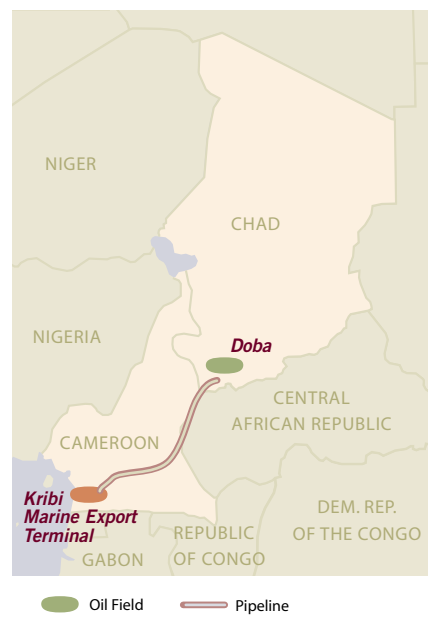 NIGER
CHAD
NIGERIA
Doba
CENTRAL
AFRICAN REPUBLIC
CAMEROON
Kribi
Marine Export
Terminal
DEM. REP.
OF THE CONGO
REPUBLIC
OF CONGO
GABON
Oil Field
Pipeline